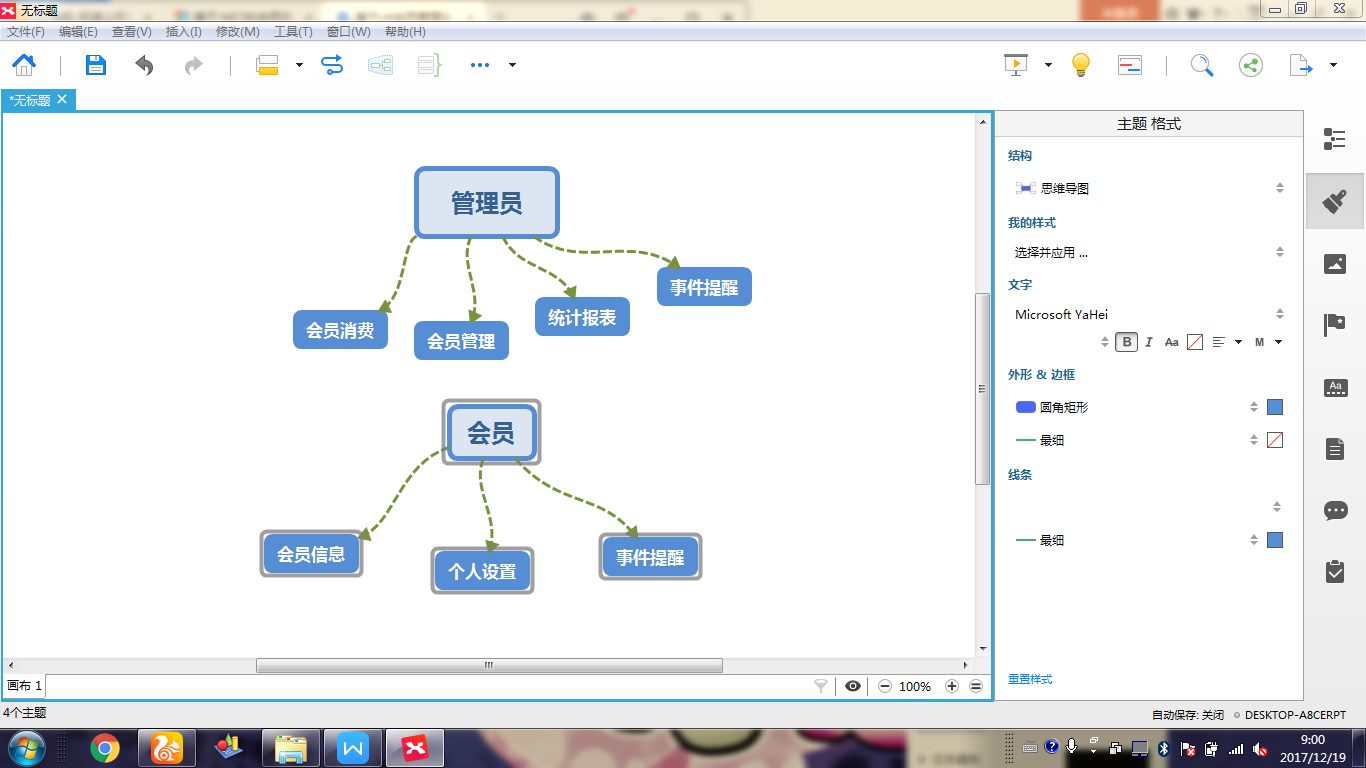 无标题
文件(F) 编辑(E) 查看(V) 插入(I) 修改(M) 工具(T) 窗口(W) 帮助(H)
*无标题
管理员
会员消费
会员管理
统计报表
事件提醒
会员
会员信息
个人设置
事件提醒
主题 格式
结构
思维导图
我的样式
选择并应用 ...
文字
Microsoft YaHei
B I Aa M
外形 & 边框
圆角矩形
最细
线条
最细
重置样式
画布 1
100%
4个主题
自动保存: 关闭 DESKTOP-A8CERPT
9:00
2017/12/19